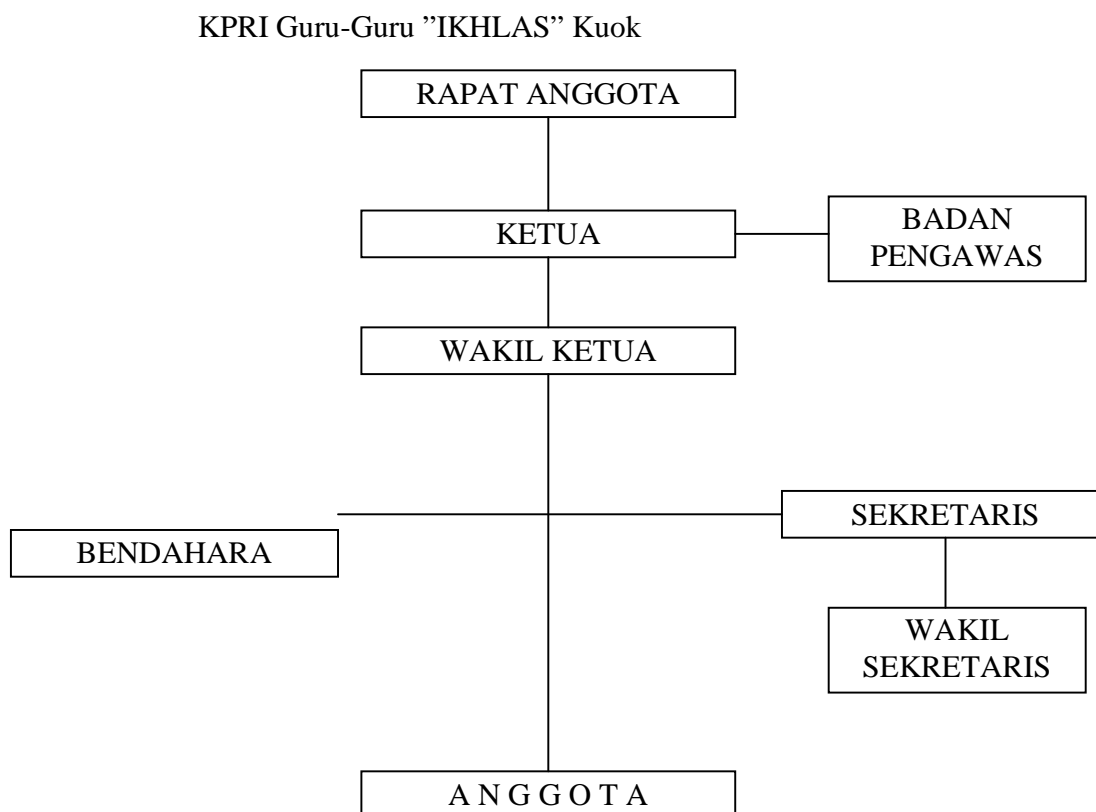 KPRI Guru-Guru ”IKHLAS” Kuok
RAPAT ANGGOTA
KETUA
BADAN
PENGAWAS
WAKIL KETUA
SEKRETARIS
BENDAHARA
WAKIL
SEKRETARIS
A N G G O T A